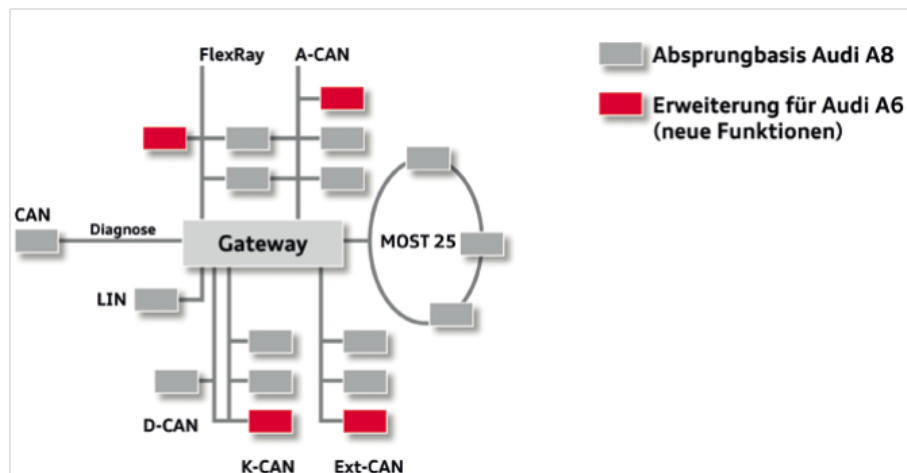 FlexRay
A-CAN
Absprungbasis Audi A8
Erweiterung für Audi A6
(neue Funktionen)
CAN
Diagnose
Gateway
MOST 25
LIN
D-CAN
K-CAN
Ext-CAN